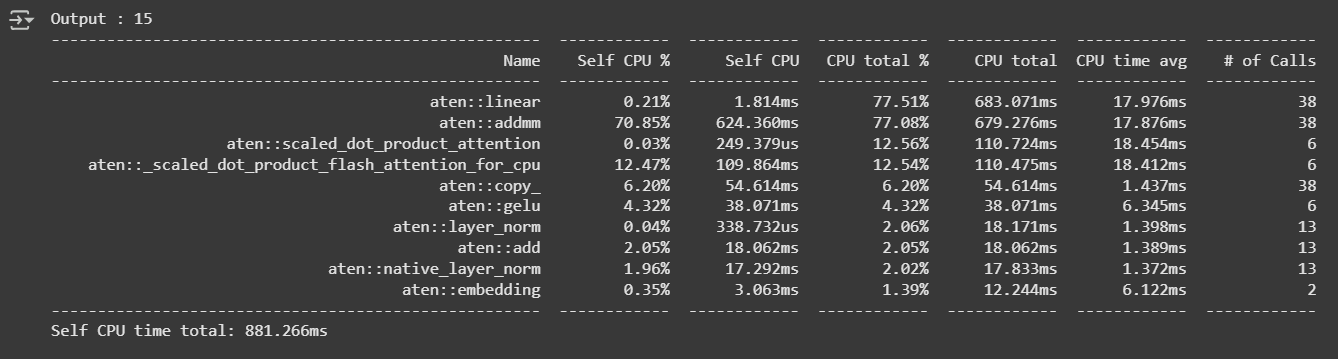 Output : 15
-----------------------------------------------------  ------------  ------------  ------------  ------------  ------------  ------------
Name    Self CPU %      Self CPU   CPU total %     CPU total  CPU time avg    # of Calls
-----------------------------------------------------  ------------  ------------  ------------  ------------  ------------  ------------
aten::linear         0.21%       1.814ms        77.51%     683.071ms      17.976ms            38
aten::addmm        70.85%     624.360ms        77.08%     679.276ms      17.876ms            38
aten::scaled_dot_product_attention         0.03%     249.379us        12.56%     110.724ms      18.454ms             6
aten::_scaled_dot_product_flash_attention_for_cpu        12.47%     109.864ms        12.54%     110.475ms      18.412ms             6
aten::copy_         6.20%      54.614ms         6.20%      54.614ms       1.437ms            38
aten::gelu         4.32%      38.071ms         4.32%      38.071ms       6.345ms             6
aten::layer_norm         0.04%     338.732us         2.06%      18.171ms       1.398ms            13
aten::add         2.05%      18.062ms         2.05%      18.062ms       1.389ms            13
aten::native_layer_norm         1.96%      17.292ms         2.02%      17.833ms       1.372ms            13
aten::embedding         0.35%       3.063ms         1.39%      12.244ms       6.122ms             2
-----------------------------------------------------  ------------  ------------  ------------  ------------  ------------  ------------
Self CPU time total: 881.266ms